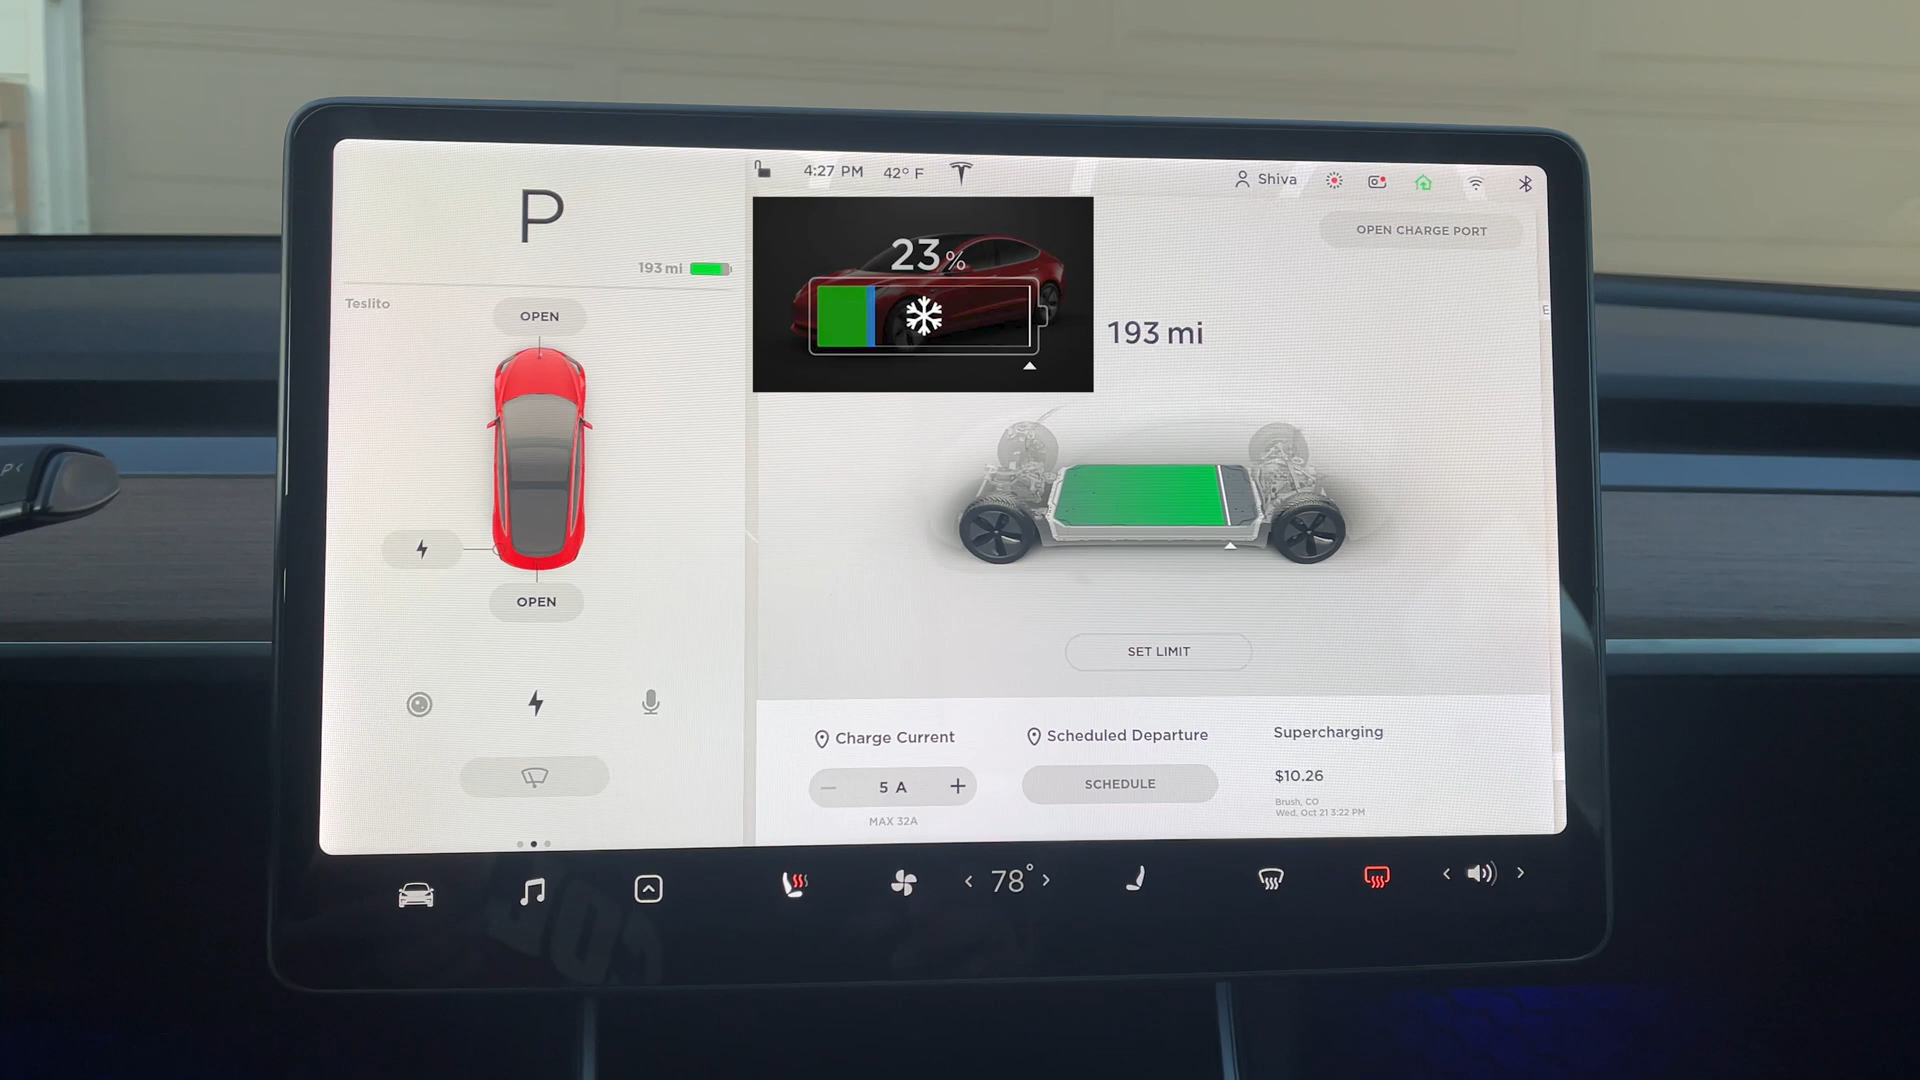 P
193 mi
Teslito
OPEN
OPEN
4:27 PM 42° F
Shiva
OPEN CHARGE PORT
23%
193 mi
SET LIMIT
Charge Current
5 A
MAX 32A
Scheduled Departure
SCHEDULE
Supercharging
$10.26
Brush, CO
Wed, Oct 21 3:22 PM
78°
P